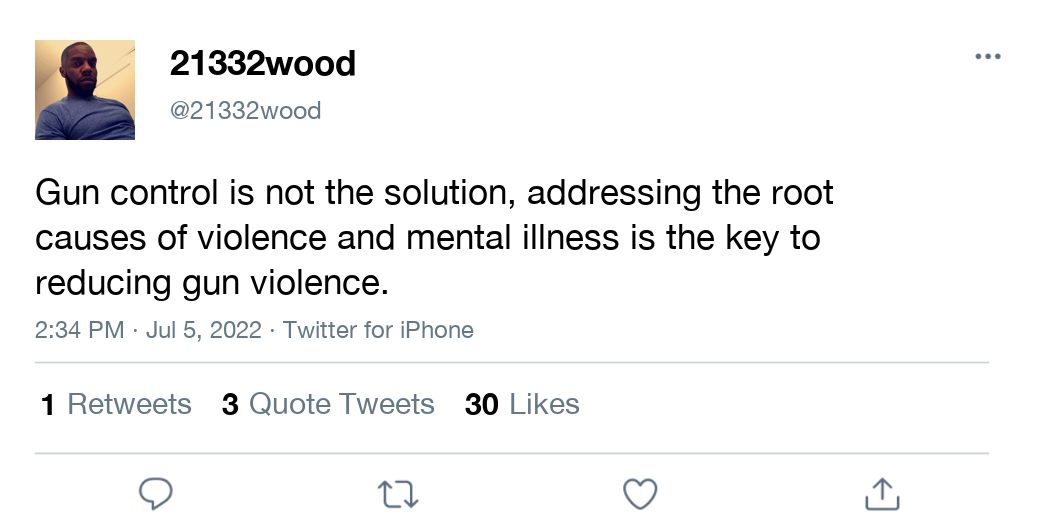 21332wood
@21332wood
Gun control is not the solution, addressing the root
causes of violence and mental illness is the key to
reducing gun violence.
2:34 PM · Jul 5, 2022 · Twitter for iPhone
1 Retweets 3 Quote Tweets 30 Likes